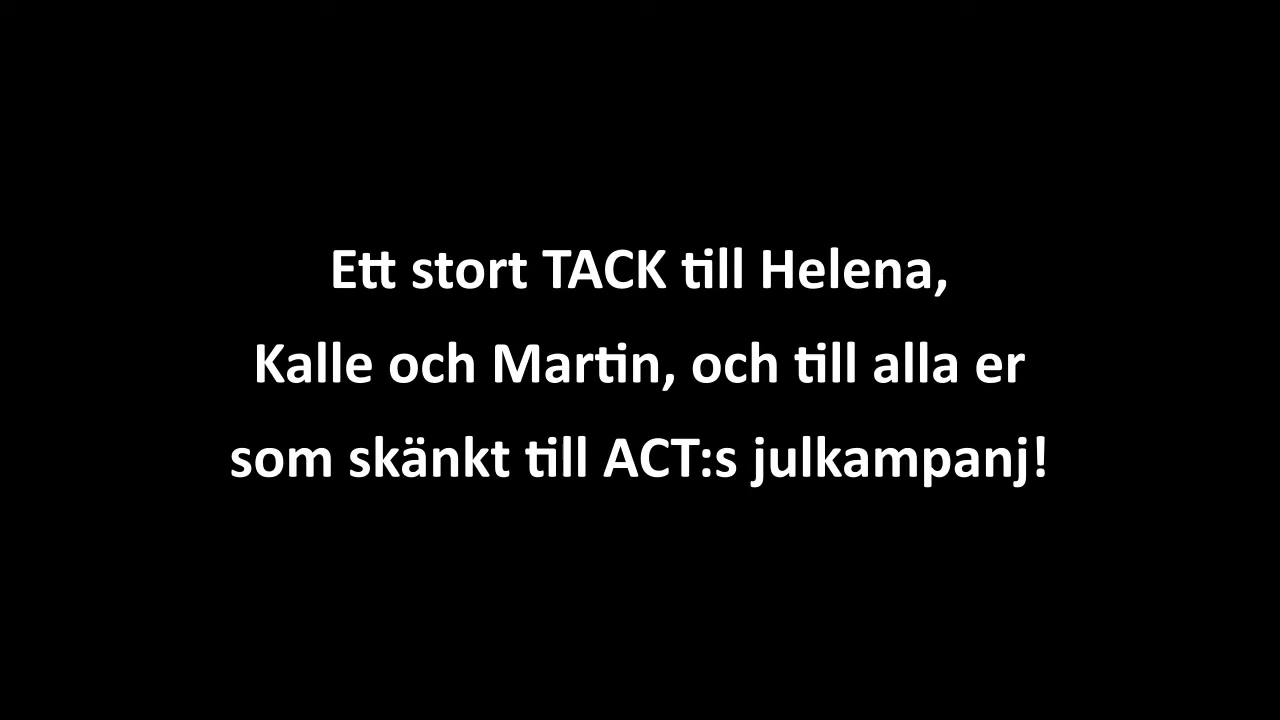 Ett stort TACK till Helena,
Kalle och Martin, och till alla er
som skänkt till ACT:s julkampanj!